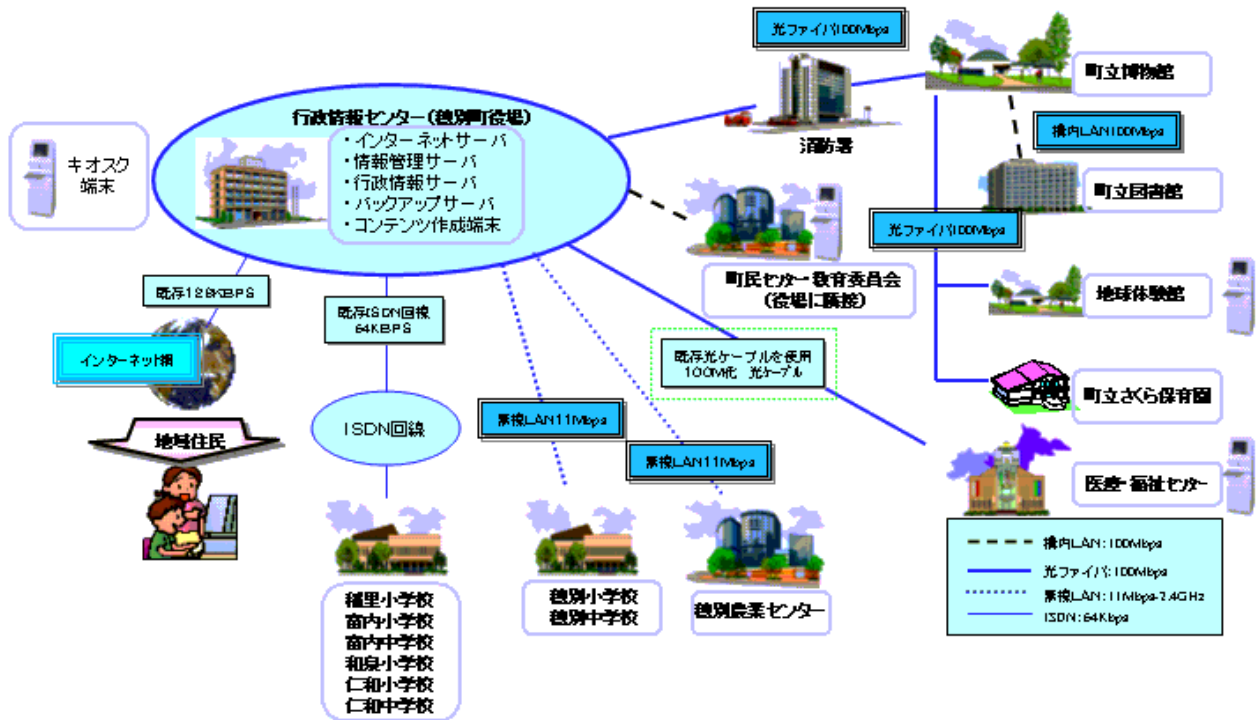 光ファイバ100Mbps
町立博物館
行政情報センター(穂別町役場)
・インターネットサーバ
・情報管理サーバ
・行政情報サーバ
・バックアップサーバ
・コンテンツ作成端末
キオスク
端末
消防署
構内LAN100Mbps
町立図書館
光ファイバ100Mbps
町民センター・教育委員会
(役場に隣接)
地球体験館
既存128KBPS
既存ISDN回線
64KBPS
インターネット網
既存光ケーブルを使用
100M代 光ケーブル
町立さくら保育園
地域住民
ISDN回線
無線LAN11Mbps
無線LAN11Mbps
医療・福祉センター
稲里小学校
富内小学校
富内中学校
和泉小学校
仁和小学校
仁和中学校
穂別小学校
穂別中学校
穂別農業センター
構内LAN:100Mbps
光ファイバ:100Mbps
無線LAN:11Mbps-2.4GHz
ISDN:64Kbps